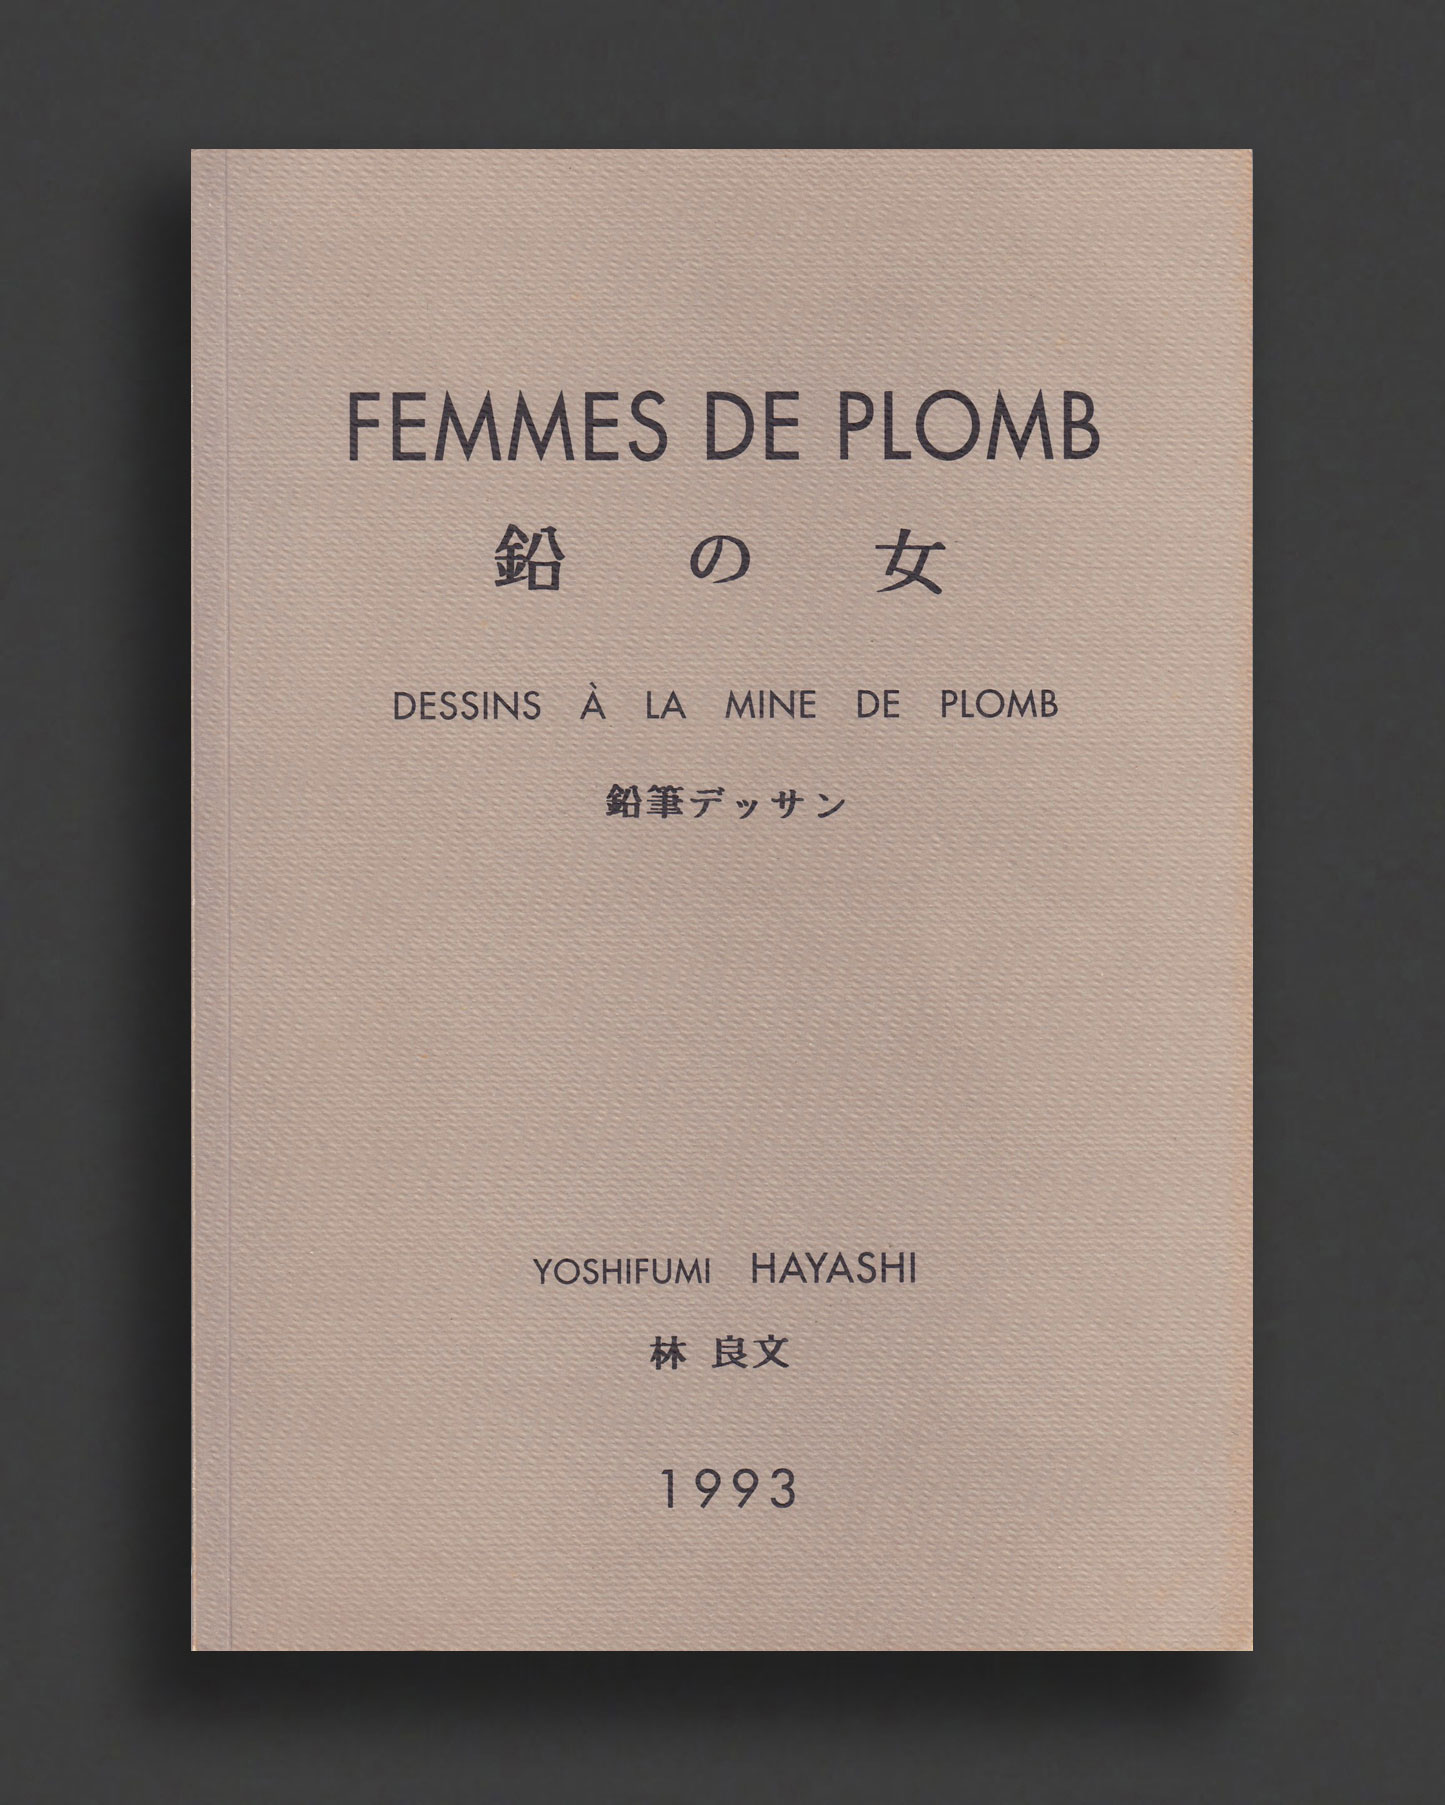 FEMMES DE PLOMB
鉛の女
DESSINS À LA MINE DE PLOMB
鉛筆デッサン
YOSHIFUMI HAYASHI
林 良文
1993